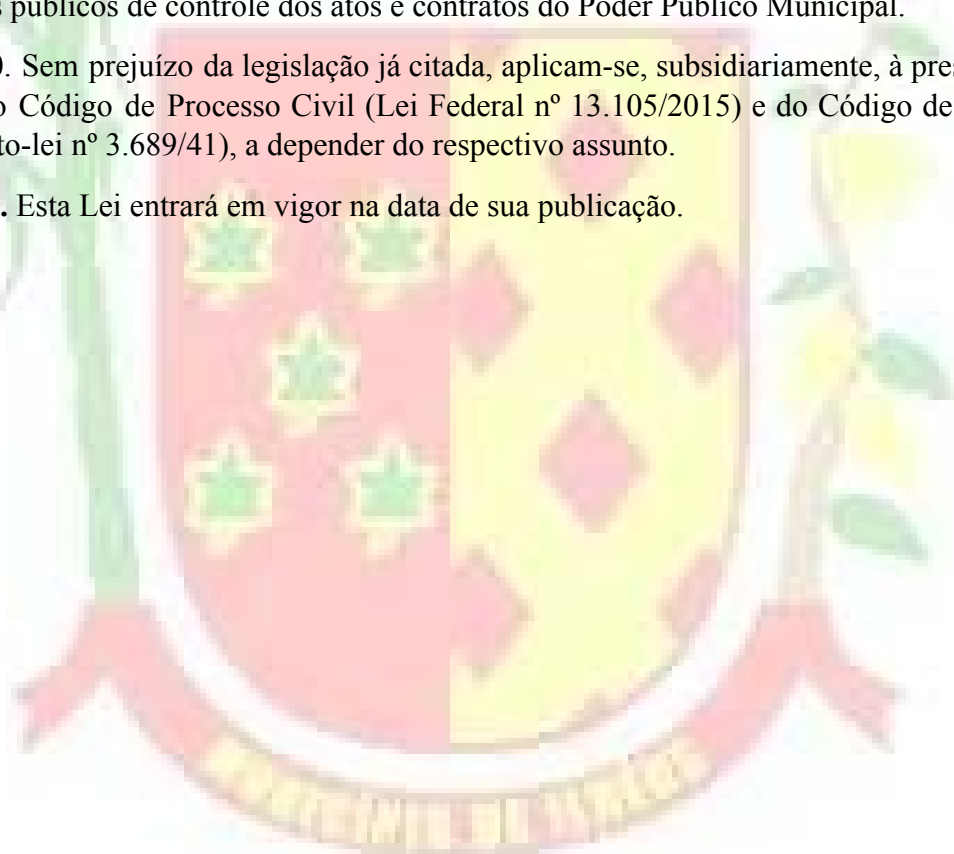 s públicos de controle dos atos e contratos do Poder Público Municipal.
. Sem prejuízo da legislação já citada, aplicam-se, subsidiariamente, à pres
o Código de Processo Civil (Lei Federal nº 13.105/2015) e do Código de
to-lei nº 3.689/41), a depender do respectivo assunto.
. Esta Lei entrará em vigor na data de sua publicação.